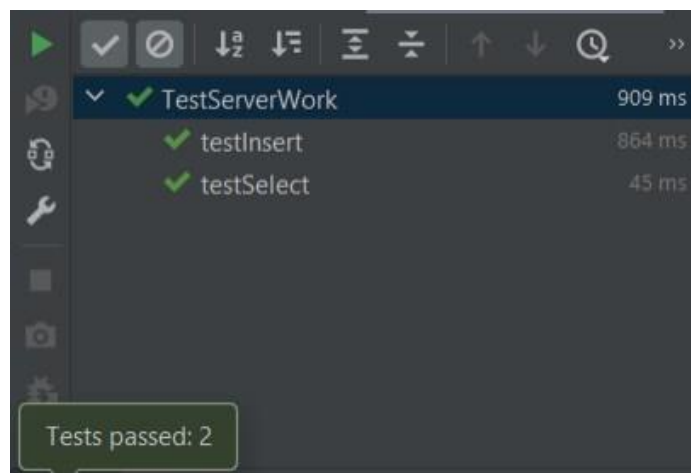 TestServerWork 909 ms
testInsert 864 ms
testSelect 45 ms
Tests passed: 2